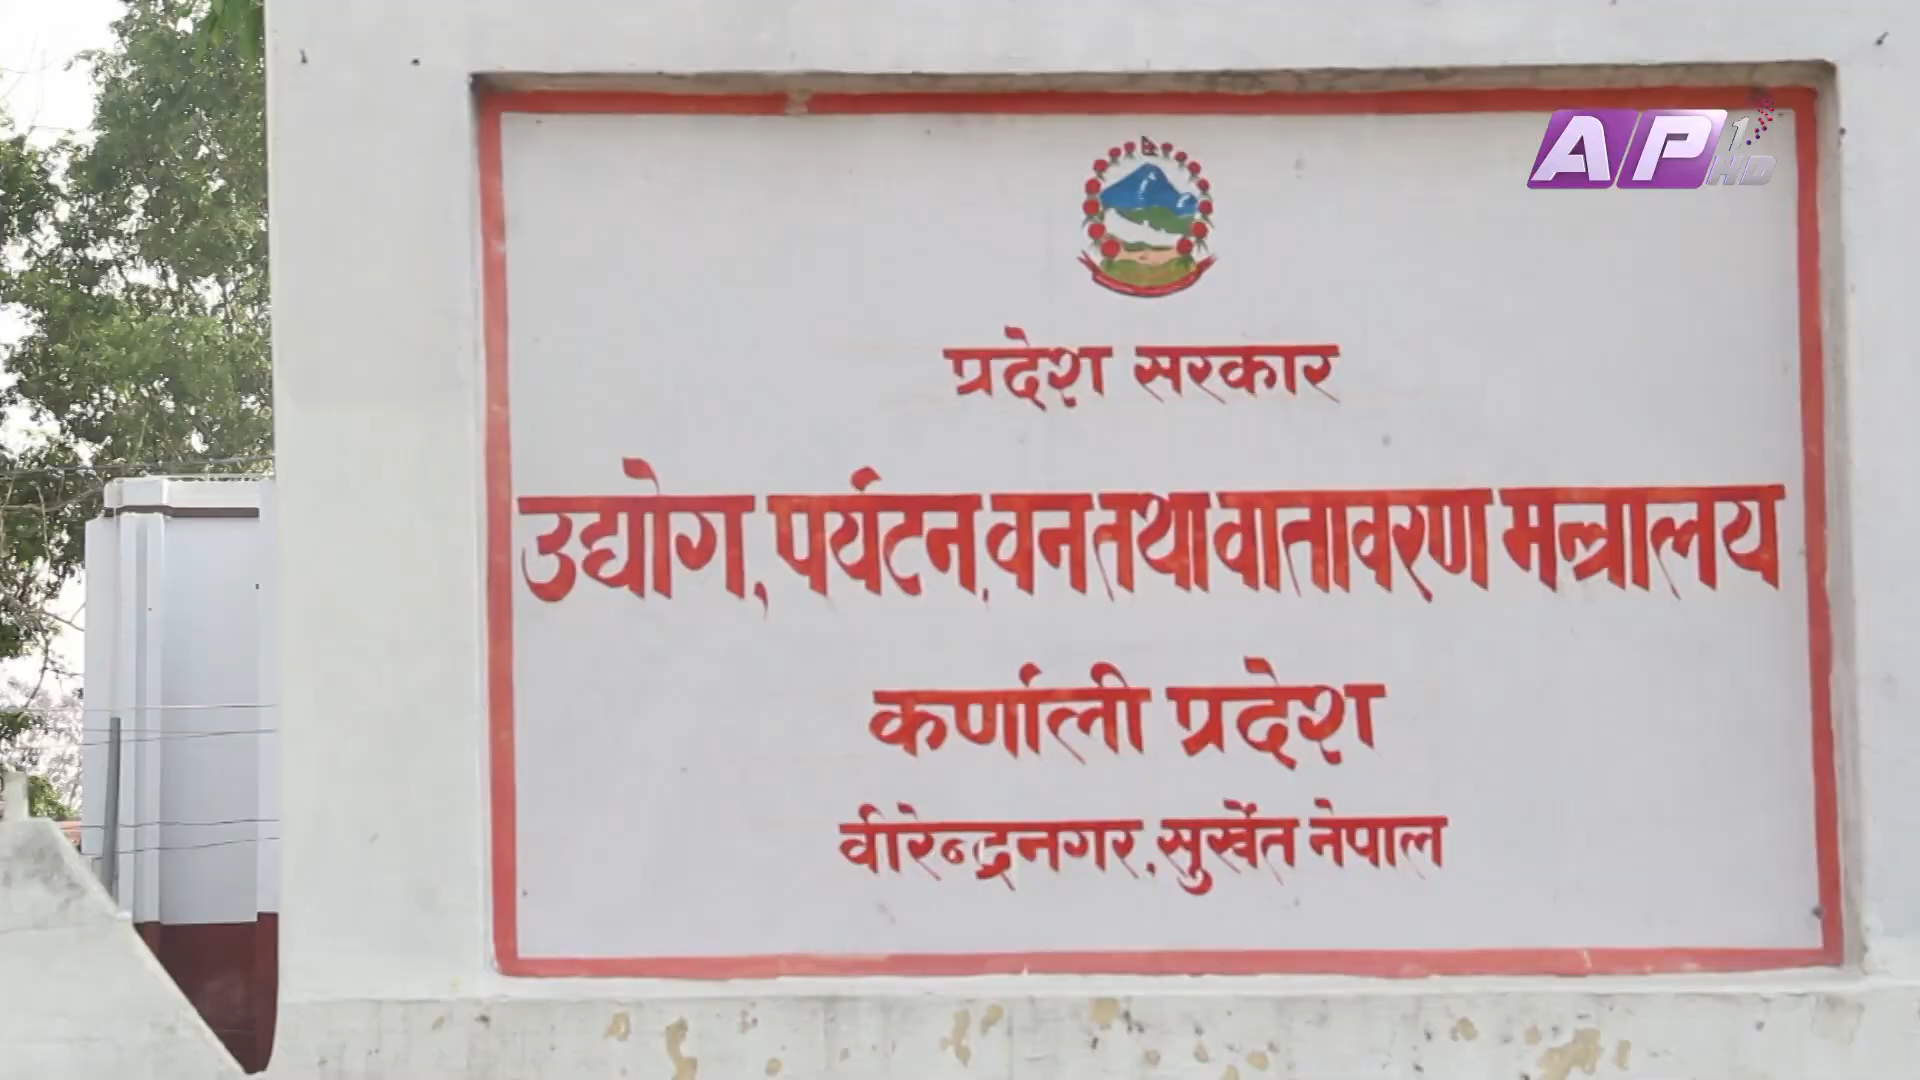 AP1 HD
प्रदेश सरकार
उद्योग, पर्यटन, वन तथा वातावरण मन्त्रालय
कर्णाली प्रदेश
वीरेन्द्रनगर, सुर्खेत नेपाल